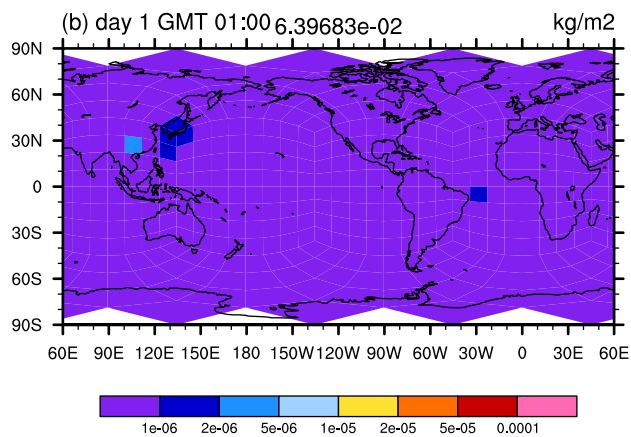 (b) day 1 GMT 01:00 6.39683e-02 kg/m2
90N
60N
30N
0
30S
60S
90S
60E 90E 120E 150E 180 150W 120W 90W 60W 30W 0 30E 60E
1e-06 2e-06 5e-06 1e-05 2e-05 5e-05 0.0001